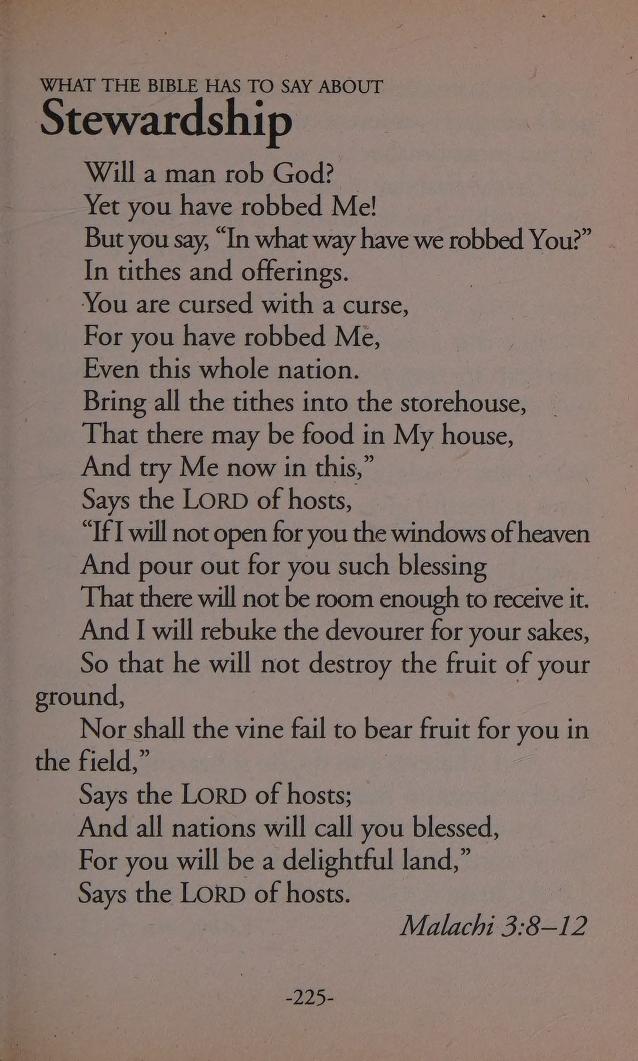 WHAT THE BIBLE HAS TO SAY ABOUT
Stewardship
Will a man rob God?
Yet you have robbed Me!
But you say, “In what way have we robbed You?”
In tithes and offerings.
You are cursed with a curse,
For you have robbed Me,
Even this whole nation.
Bring all the tithes into the storehouse,
That there may be food in My house,
And try Me now in this,”
Says the LORD of hosts,
“If I will not open for you the windows of heaven
And pour out for you such blessing
That there will not be room enough to receive it.
And I will rebuke the devourer for your sakes,
So that he will not destroy the fruit of your
ground,
Nor shall the vine fail to bear fruit for you in
the field,”
Says the LORD of hosts;
And all nations will call you blessed,
For you will be a delightful land,”
Says the LORD of hosts.
Malachi 3:8–12
-225-